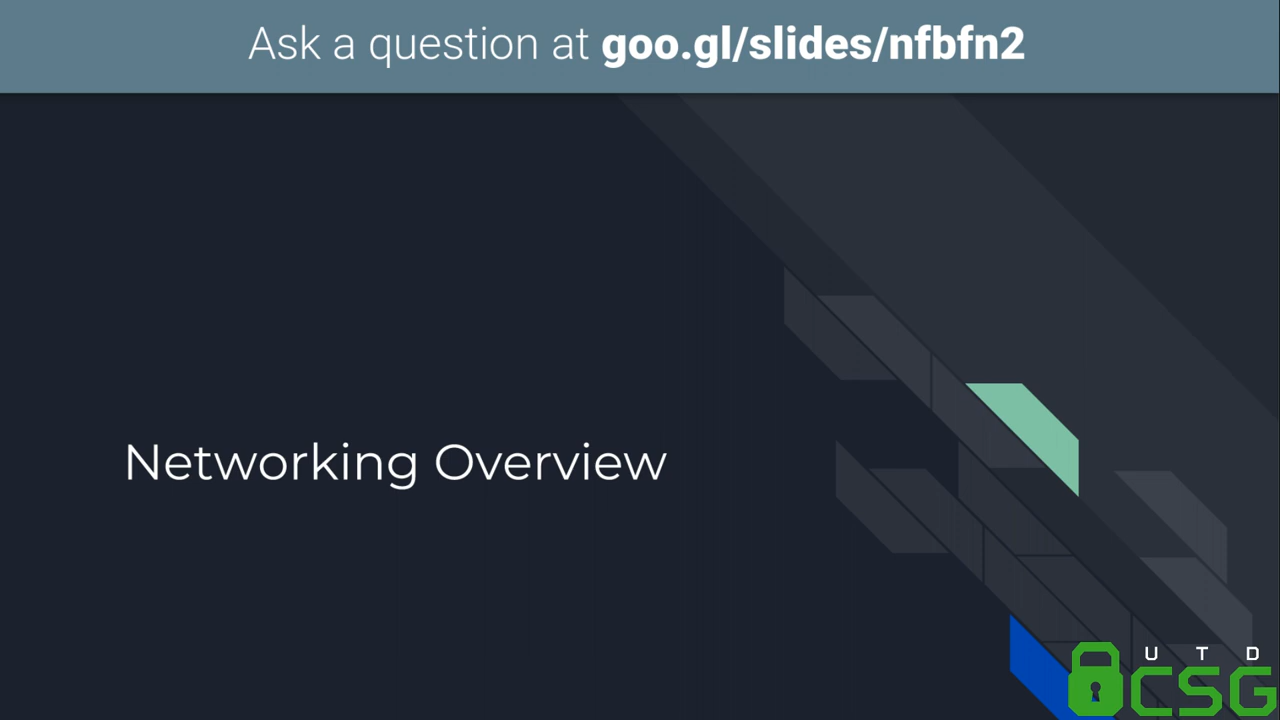 Ask a question at goo.gl/slides/nfbfn2
Networking Overview
U T D
CSG